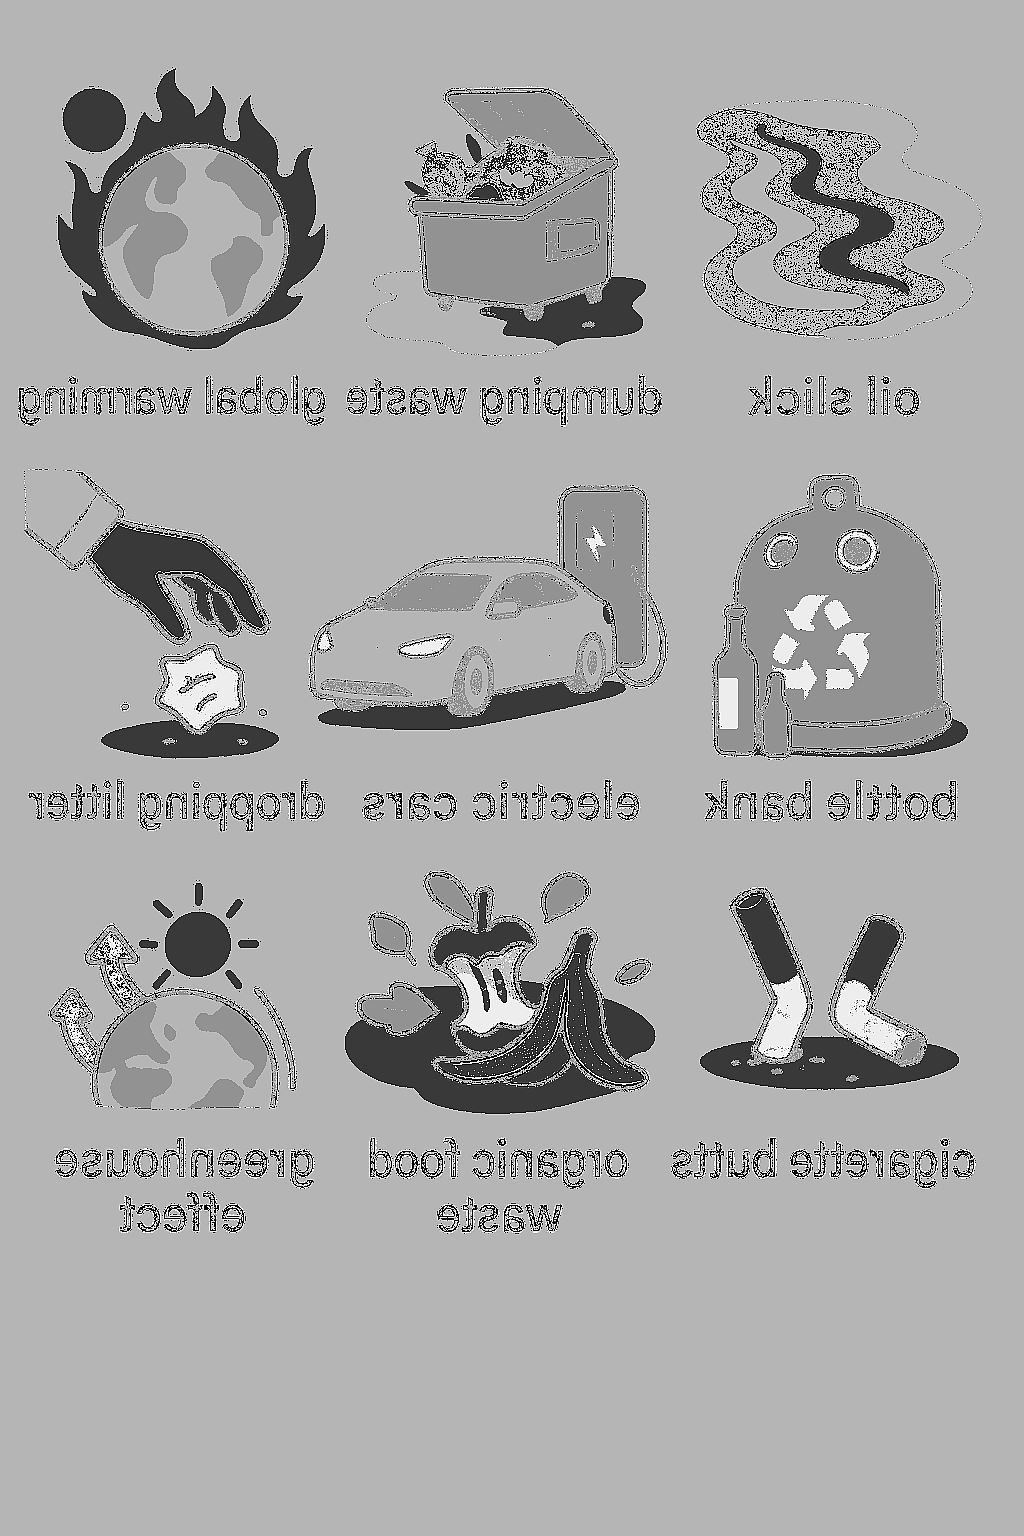 oil slick
dumping waste
global warming
bottle bank
electric cars
dropping litter
cigarette butts
organic food
waste
greenhouse
effect